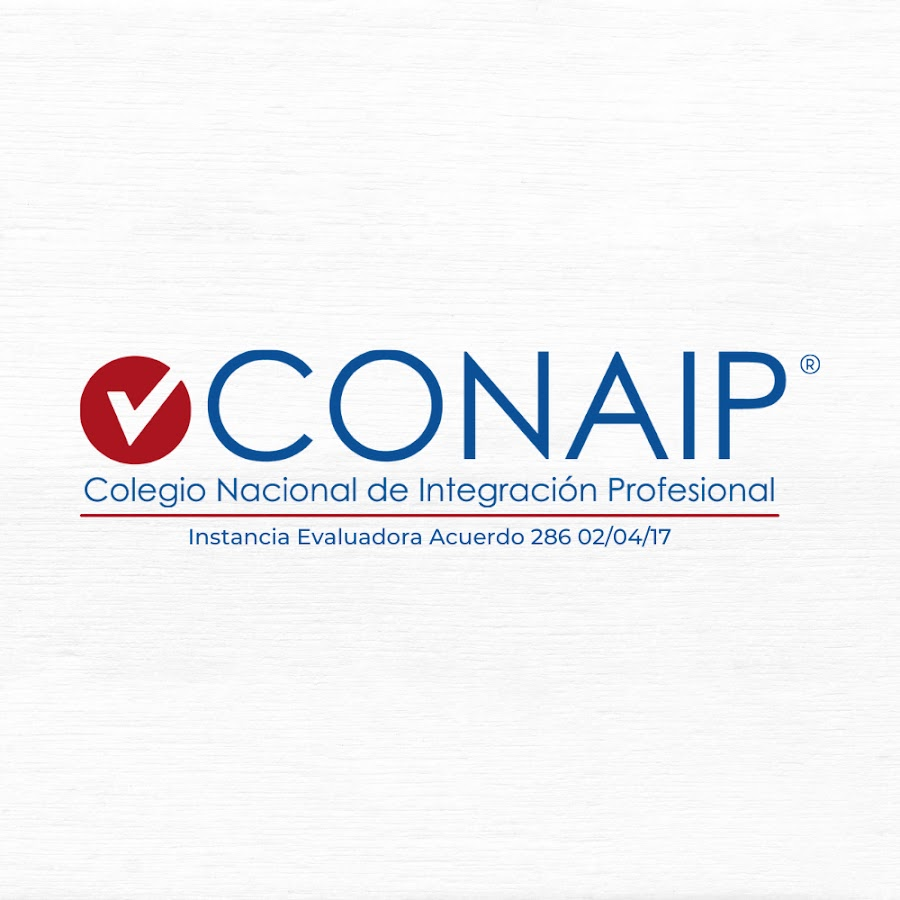 CONAIP®
Colegio Nacional de Integración Profesional
Instancia Evaluadora Acuerdo 286 02/04/17